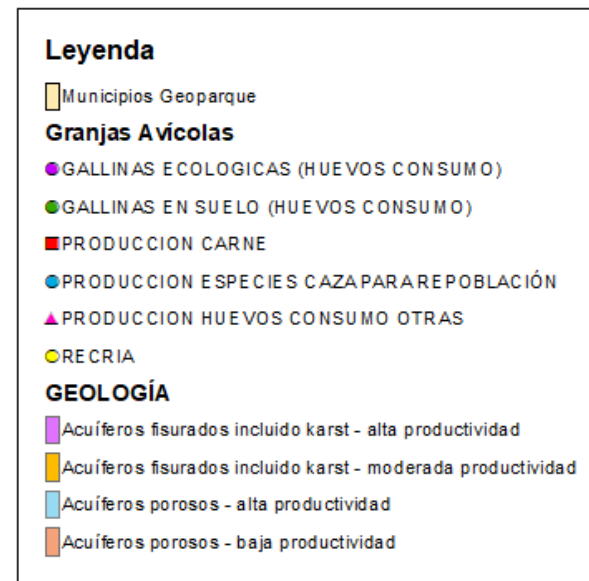 Leyenda
Municipios Geoparque
Granjas Avícolas
GALLINAS ECOLOGICAS (HUEVOS CONSUMO)
GALLINAS EN SUELO (HUEVOS CONSUMO)
PRODUCCION CARNE
PRODUCCION ESPECIES CAZA PARA REPOBLACIÓN
PRODUCCION HUEVOS CONSUMO OTRAS
RECRIA
GEOLOGÍA
Acuíferos fisurados incluido karst - alta productividad
Acuíferos fisurados incluido karst - moderada productividad
Acuíferos porosos - alta productividad
Acuíferos porosos - baja productividad